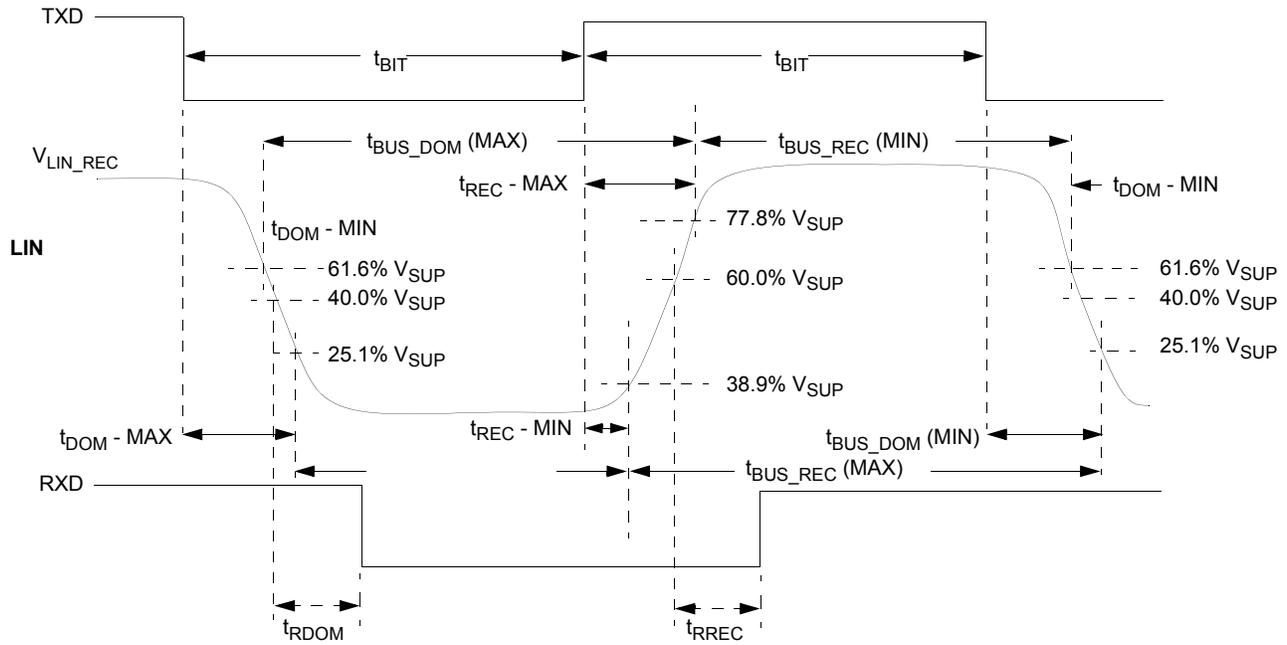 TXD
tBIT
tBIT
tBUS_DOM (MAX)
tBUS_REC (MIN)
VLIN_REC
tREC - MAX
tDOM - MIN
77.8% VSUP
tDOM - MIN
LIN
61.6% VSUP
60.0% VSUP
61.6% VSUP
40.0% VSUP
40.0% VSUP
25.1% VSUP
25.1% VSUP
38.9% VSUP
tDOM - MAX
tREC - MIN
tBUS_DOM (MIN)
tBUS_REC (MAX)
RXD
tRDOM
tRREC